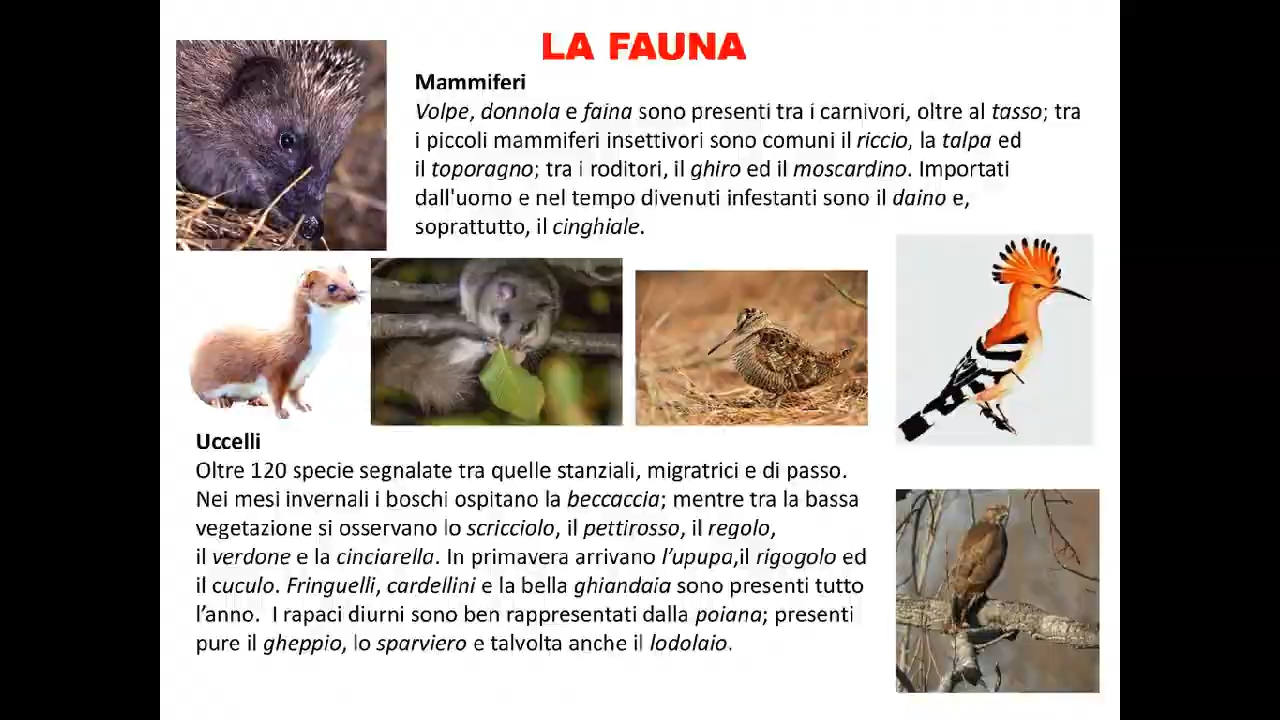 LA FAUNA
Mammiferi
Volpe, donnola e faina sono presenti tra i carnivori, oltre al tasso; tra
i piccoli mammiferi insettivori sono comuni il riccio, la talpa ed
il toporagno; tra i roditori, il ghiro ed il moscardino. Importati
dall'uomo e nel tempo divenuti infestanti sono il daino e,
soprattutto, il cinghiale.
Uccelli
Oltre 120 specie segnalate tra quelle stanziali, migratrici e di passo.
Nei mesi invernali i boschi ospitano la beccaccia; mentre tra la bassa
vegetazione si osservano lo scricciolo, il pettirosso, il regolo,
il verdone e la cinciarella. In primavera arrivano l'upupa,il rigogolo ed
il cuculo. Fringuelli, cardellini e la bella ghiandaia sono presenti tutto
l'anno. I rapaci diurni sono ben rappresentati dalla poiana; presenti
pure il gheppio, lo sparviero e talvolta anche il lodolaio.